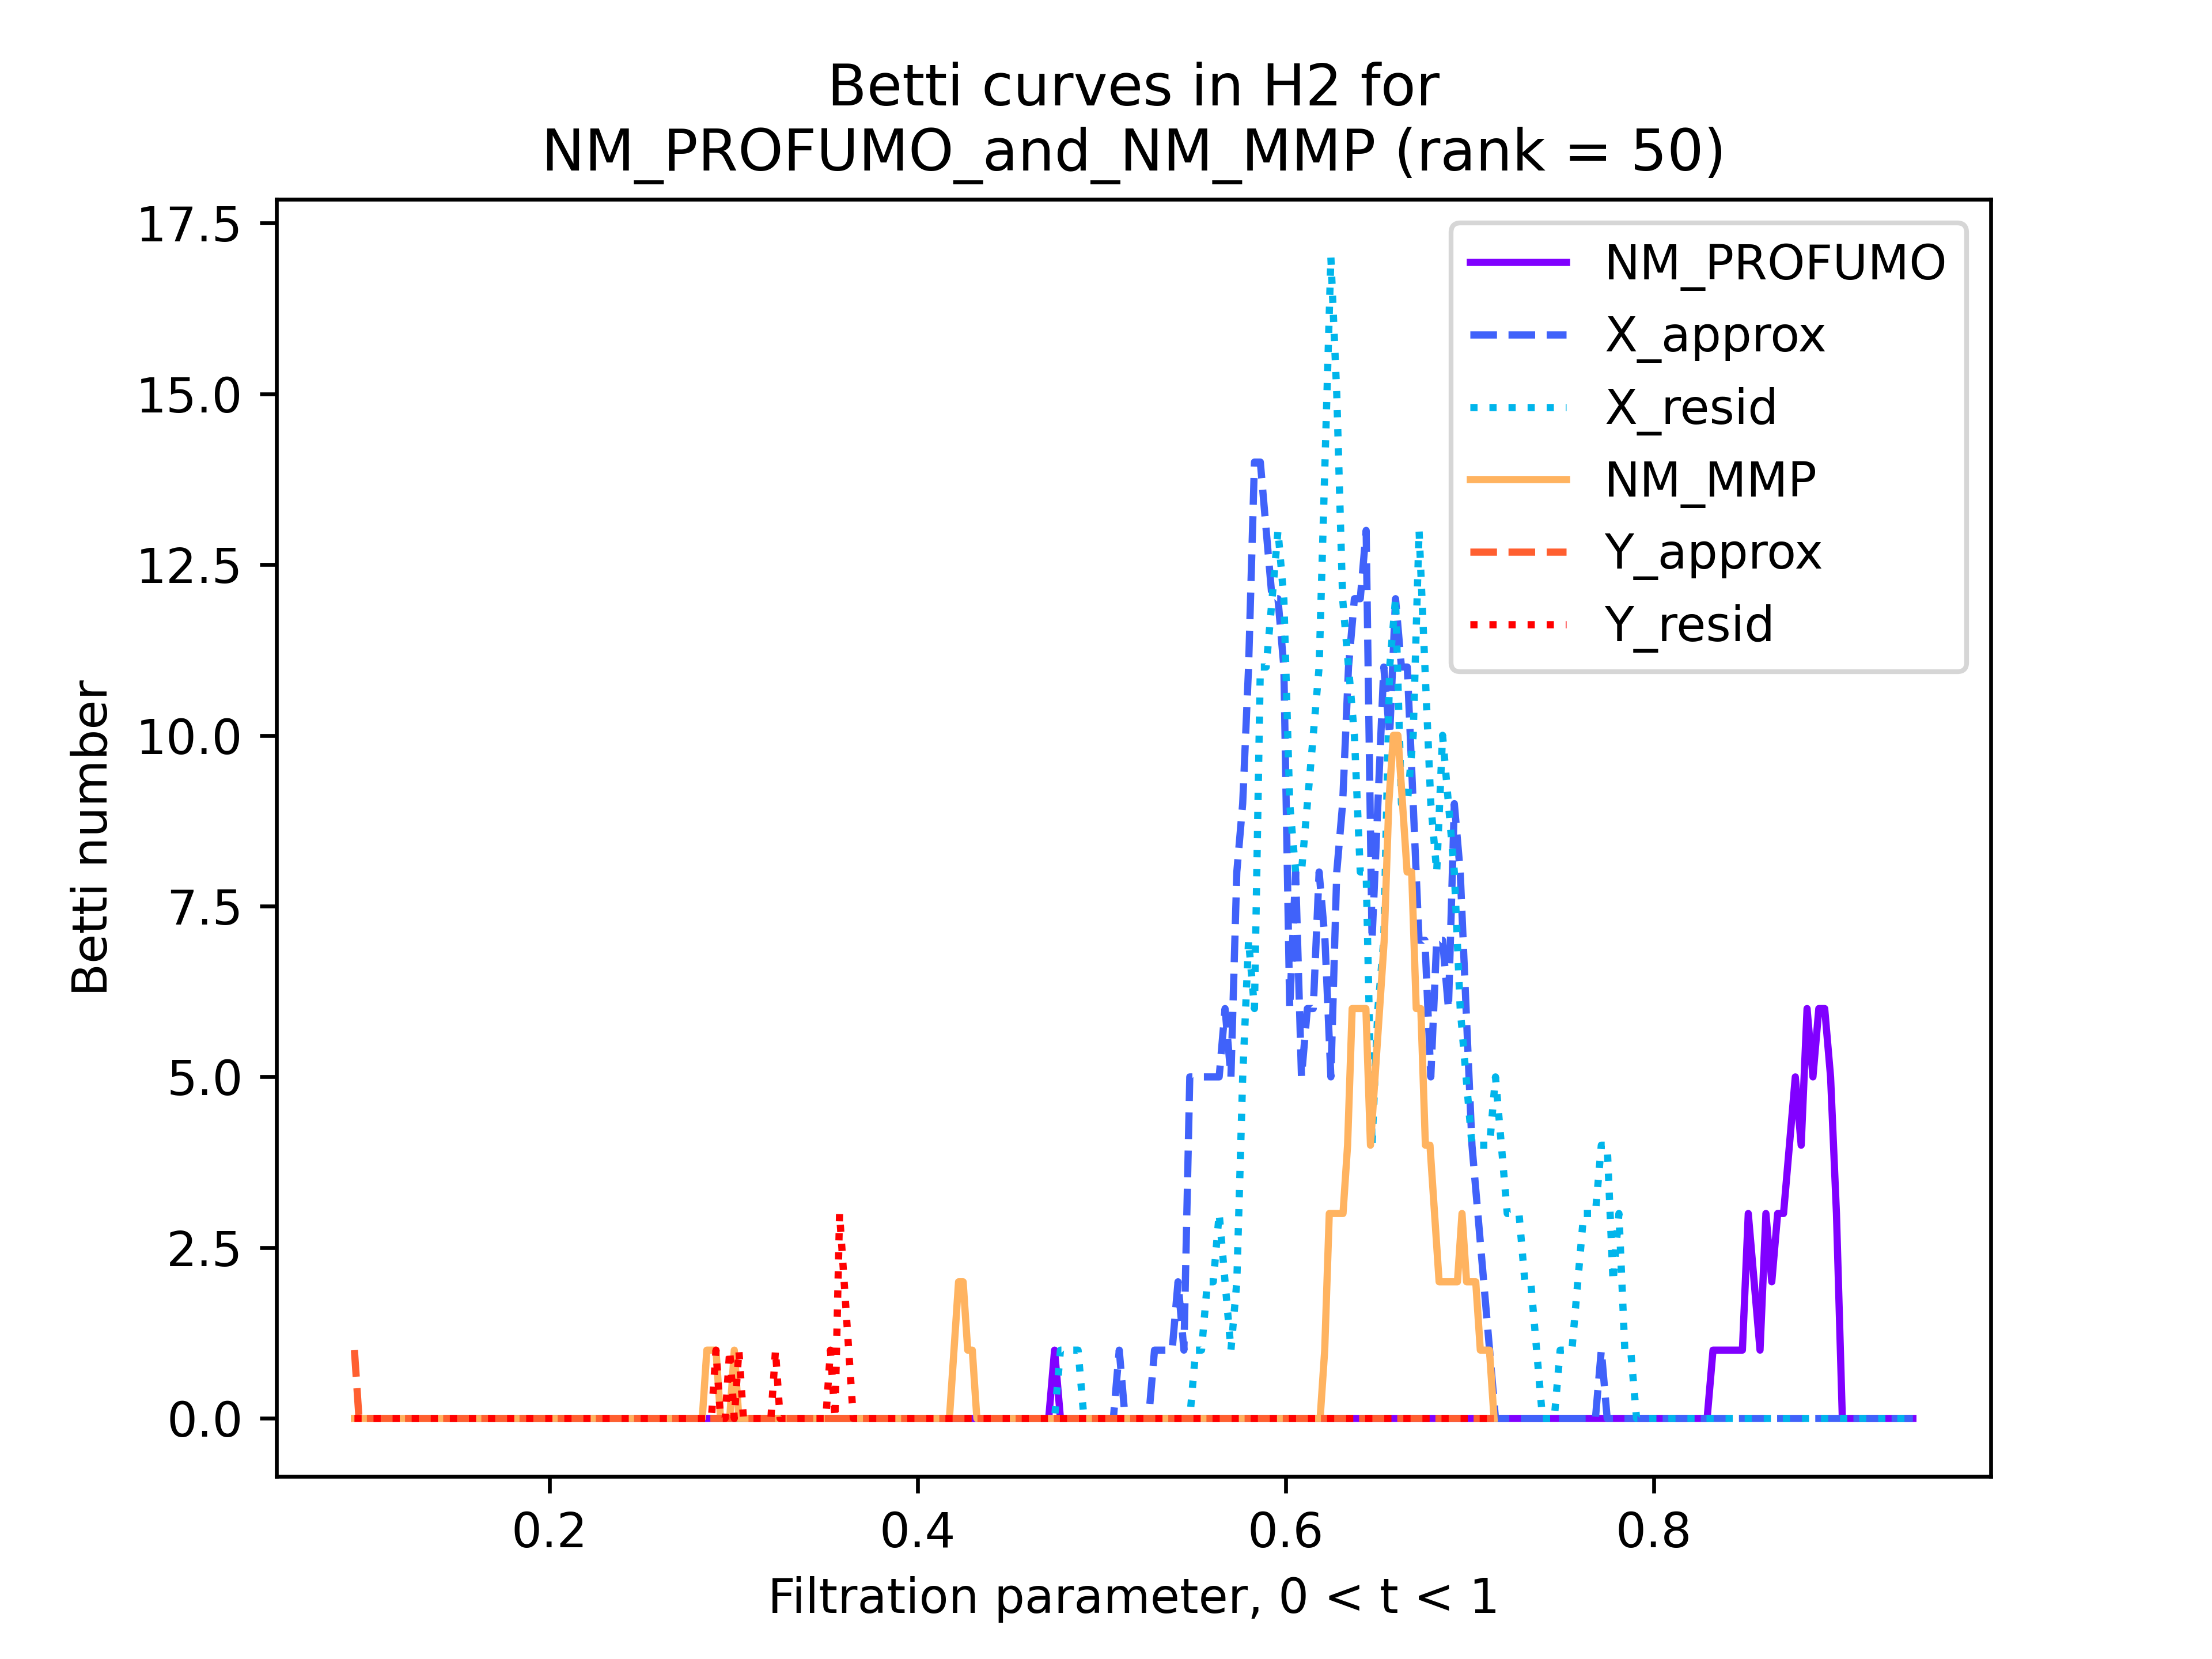 Betti curves in H2 for
NM_PROFUMO_and_NM_MMP (rank = 50)
17.5
15.0
12.5
10.0
7.5
5.0
2.5
0.0
Betti number
NM_PROFUMO
X_approx
X_resid
NM_MMP
Y_approx
Y_resid
0.2
0.4
0.6
0.8
Filtration parameter, 0 < t < 1